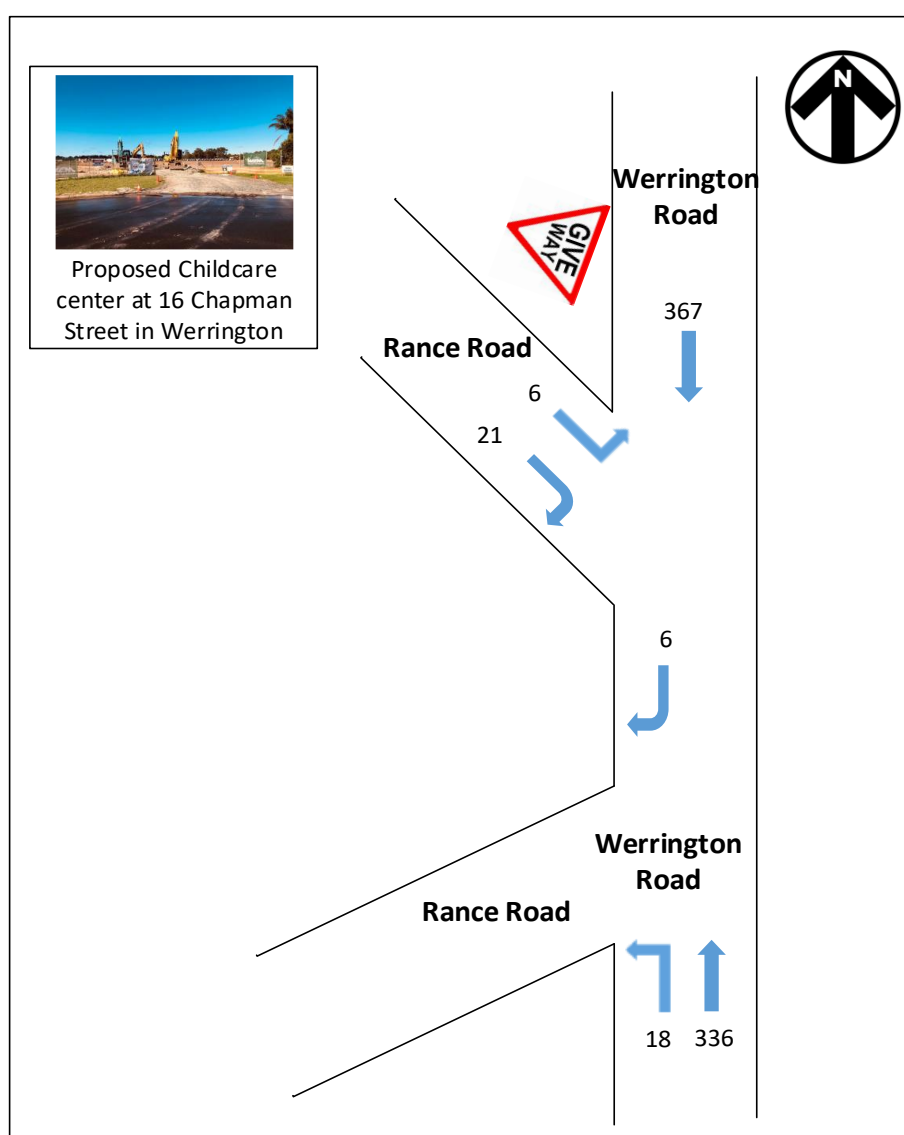 N
Werrington
Road
GIVE
WAY
Proposed Childcare
center at 16 Chapman
Street in Werrington
367
Rance Road
6
21
6
Werrington
Road
Rance Road
18 336